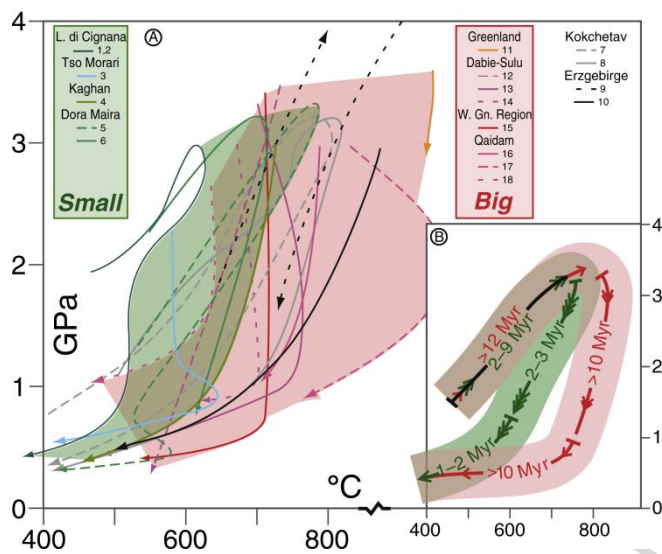 4
3
2
1
0
GPa
A
L. di Cignana
1,2
Tso Morari
3
Kaghan
4
Dora Maira
5
6
Small
Greenland
11
Dabie-Sulu
12
13
14
W. Gn. Region
15
Qaidam
16
17
18
Big
Kokchetav
7
8
Erzgebirge
9
10
°C
400
600
800
B
4
3
2
1
0
>12 Myr
2–9 Myr
2–3 Myr
>10 Myr
1–2 Myr
>10 Myr
400
600
800